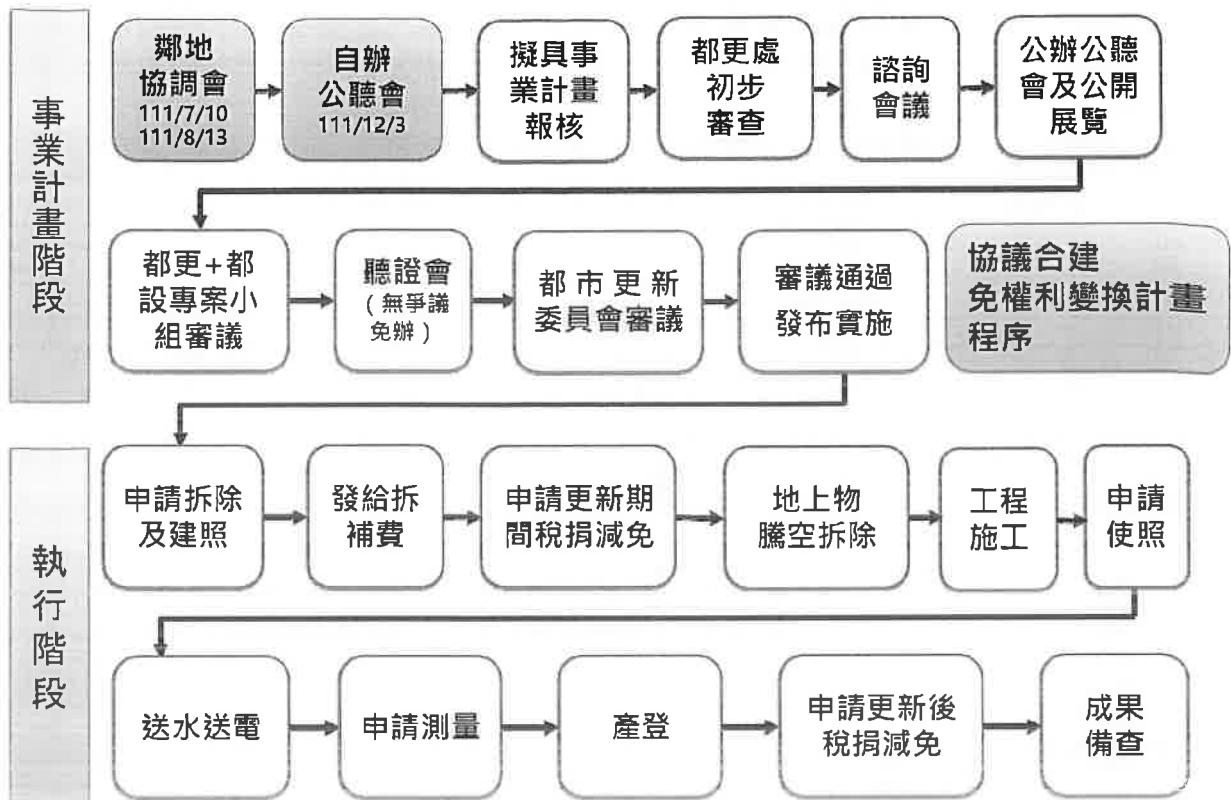 事業計畫階段
鄰地
協調會
111/7/10
111/8/13
自辦
公聽會
111/12/3
擬具事
業計畫
報核
都更處
初步
審查
諮詢
會議
公辦公聽
會及公開
展覽
都更+都
設專案小
組審議
聽證會
(無爭議
免辦)
都市更新
委員會審議
審議通過
發布實施
協議合建
免權利變換計畫
程序
執行階段
申請拆除
及建照
發給拆
補費
申請更新期
間稅捐減免
地上物
騰空拆除
工程
施工
申請
使照
送水送電
申請測量
產登
申請更新後
稅捐減免
成果
備查